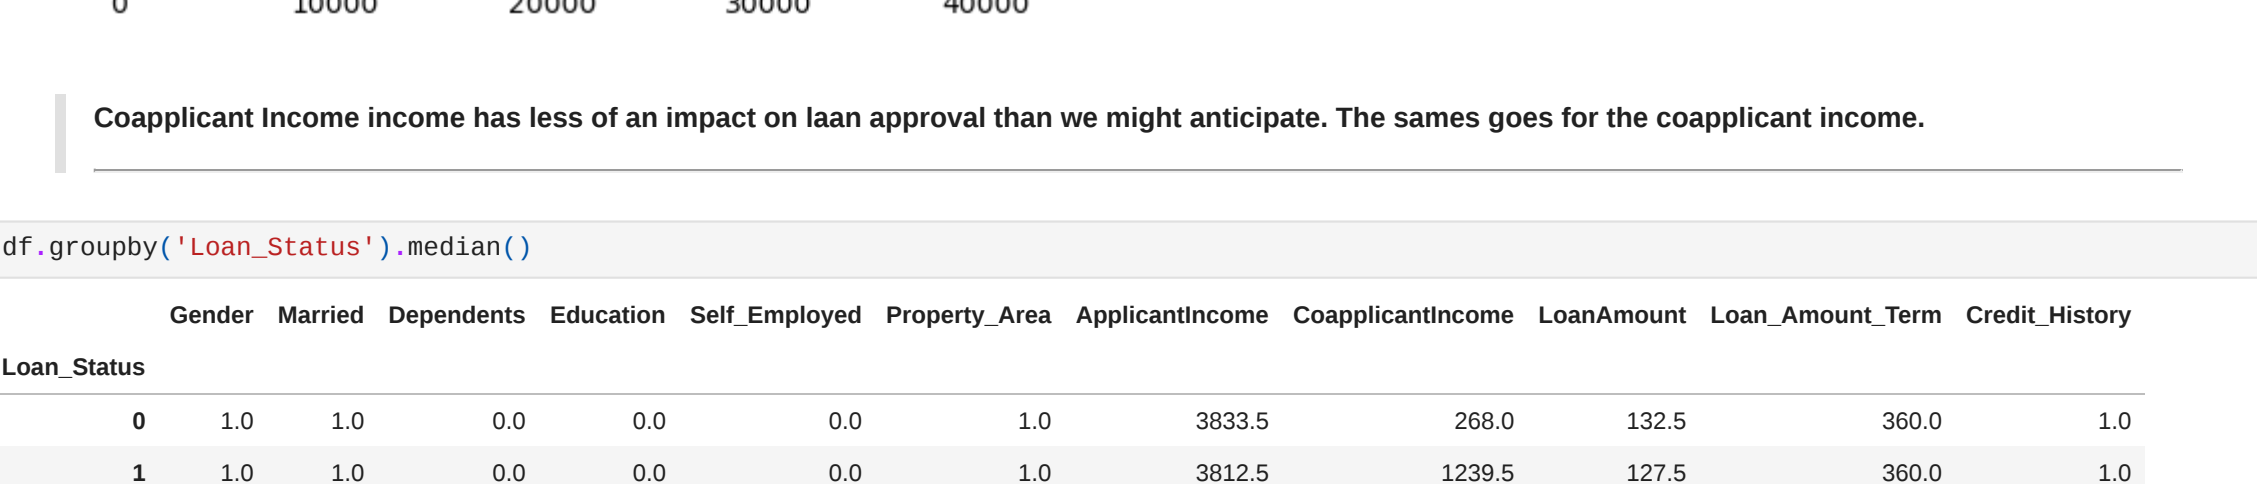 0 10000 20000 30000 40000
Coapplicant Income income has less of an impact on laan approval than we might anticipate. The sames goes for the coapplicant income.
df.groupby('Loan_Status').median()
Gender Married Dependents Education Self_Employed Property_Area ApplicantIncome CoapplicantIncome LoanAmount Loan_Amount_Term Credit_History
Loan_Status
0 1.0 1.0 0.0 0.0 0.0 1.0 3833.5 268.0 132.5 360.0 1.0
1 1.0 1.0 0.0 0.0 0.0 1.0 3812.5 1239.5 127.5 360.0 1.0